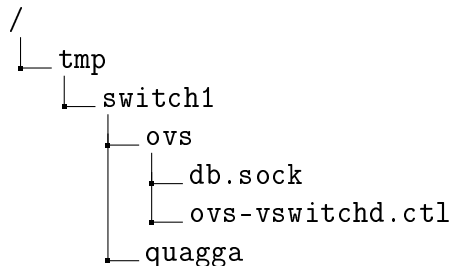 /
tmp
switch1
ovs
db.sock
ovs-vswitchd.ctl
quagga